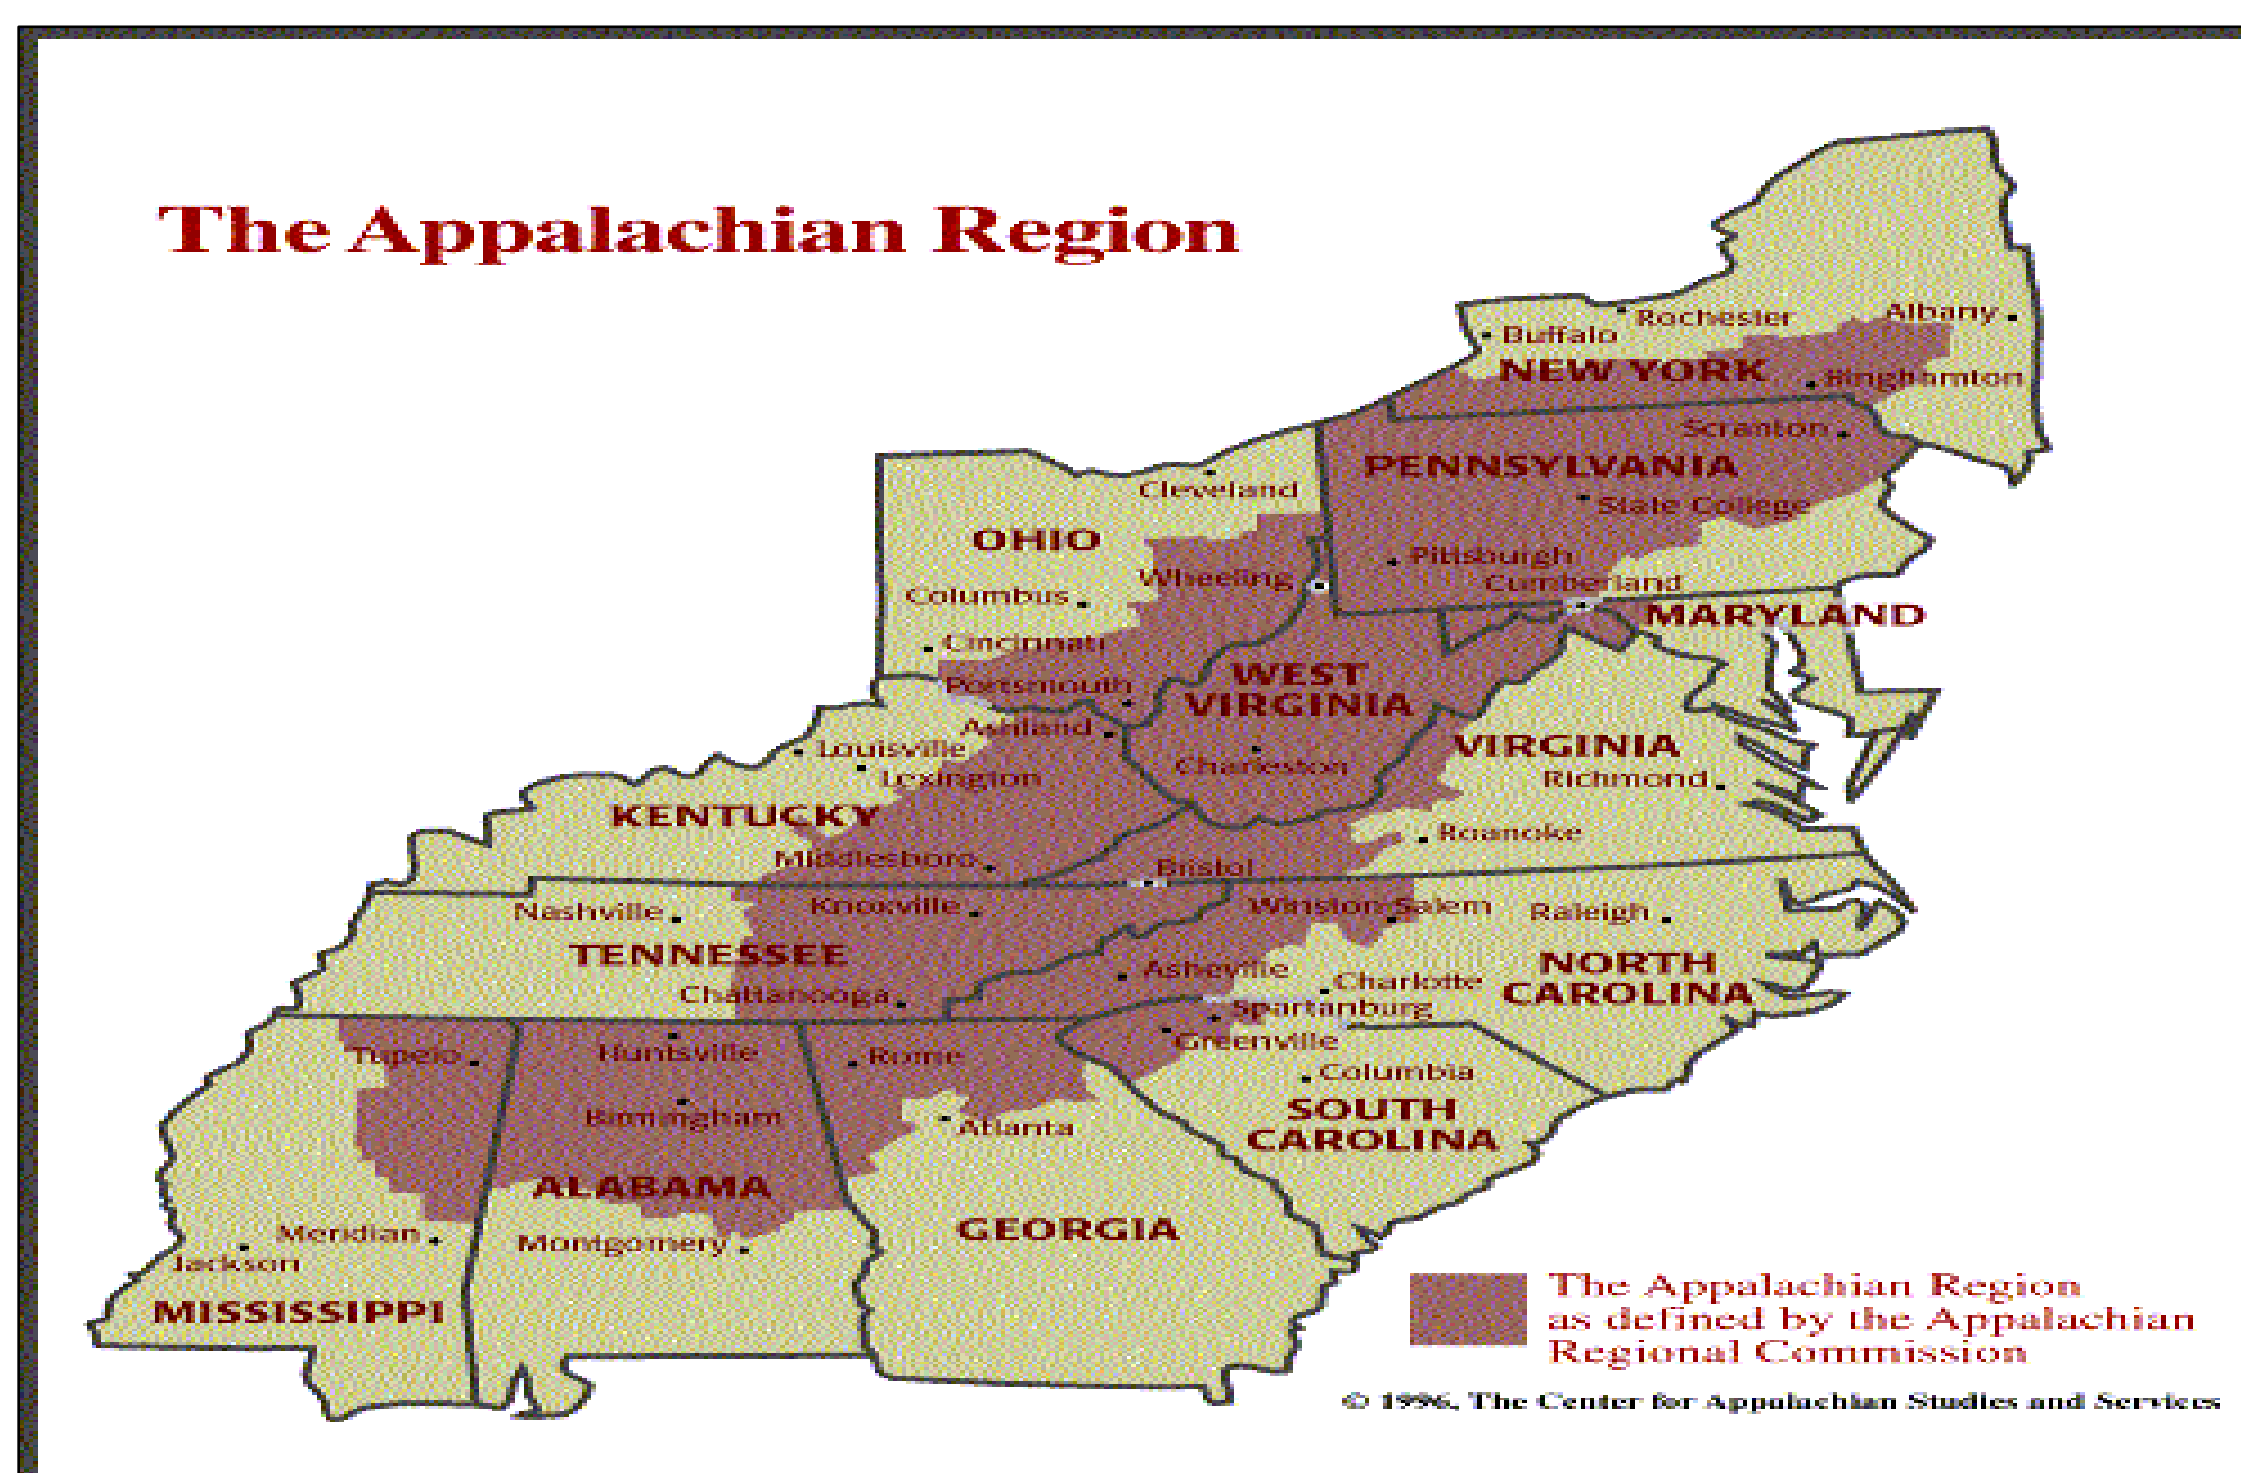 The Appalachian Region
Albany
Rochester
Buffalo
NEW YORK
Binghamton
Scranton
PENNSYLVANIA
Cleveland
State College
OHIO
Pittsburgh
Wheeling
Cumberland
Columbus
MARYLAND
Cincinnati
WEST
VIRGINIA
Portsmouth
Ashland
VIRGINIA
Louisville
Charleston
Lexington
Richmond
KENTUCKY
Roanoke
Middlesboro
Bristol
Nashville
Knoxville
Winston Salem
Raleigh
TENNESSEE
Asheville
NORTH
CAROLINA
Charlotte
Chattanooga
Spartanburg
Greenville
Tupelo
Huntsville
Rome
Columbia
Birmingham
Atlanta
SOUTH
CAROLINA
ALABAMA
GEORGIA
Meridian
Montgomery
Jackson
MISSISSIPPI
The Appalachian Region
as defined by the Appalachian
Regional Commission
© 1996, The Center for Appalachian Studies and Services